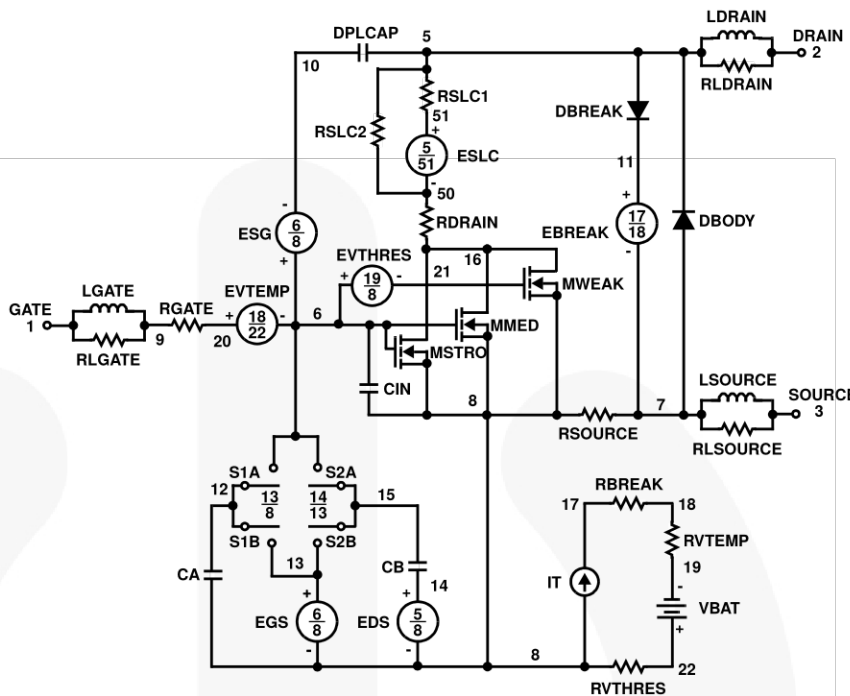 LDRAIN
DPLCAP 5 DRAIN
10 2
RSLC1 RLDRAIN
51 DBREAK
RSLC2 +
5
51 ESLC
11
-
50
- +
ESG 6
8 RDRAIN EBREAK 17
18 DBODY
+ EVTHRES 16 -
+ 19
8 - 21 MWEAK
LGATE EVTEMP
GATE RGATE + 18
22 - 6 MMED
1
9 20 MSTRO
RLGATE LSOURCE
CIN 8 7 SOURCE
3
RSOURCE RLSOURCE
S1A S2A
12 13
8 14
13 15
RBREAK
17 18
S1B S2B
13 RVTEMP
CA CB 19
14 IT -
+ + VBAT
EGS 6
8 EDS 5
8 +
- - 8 22
RVTHRES